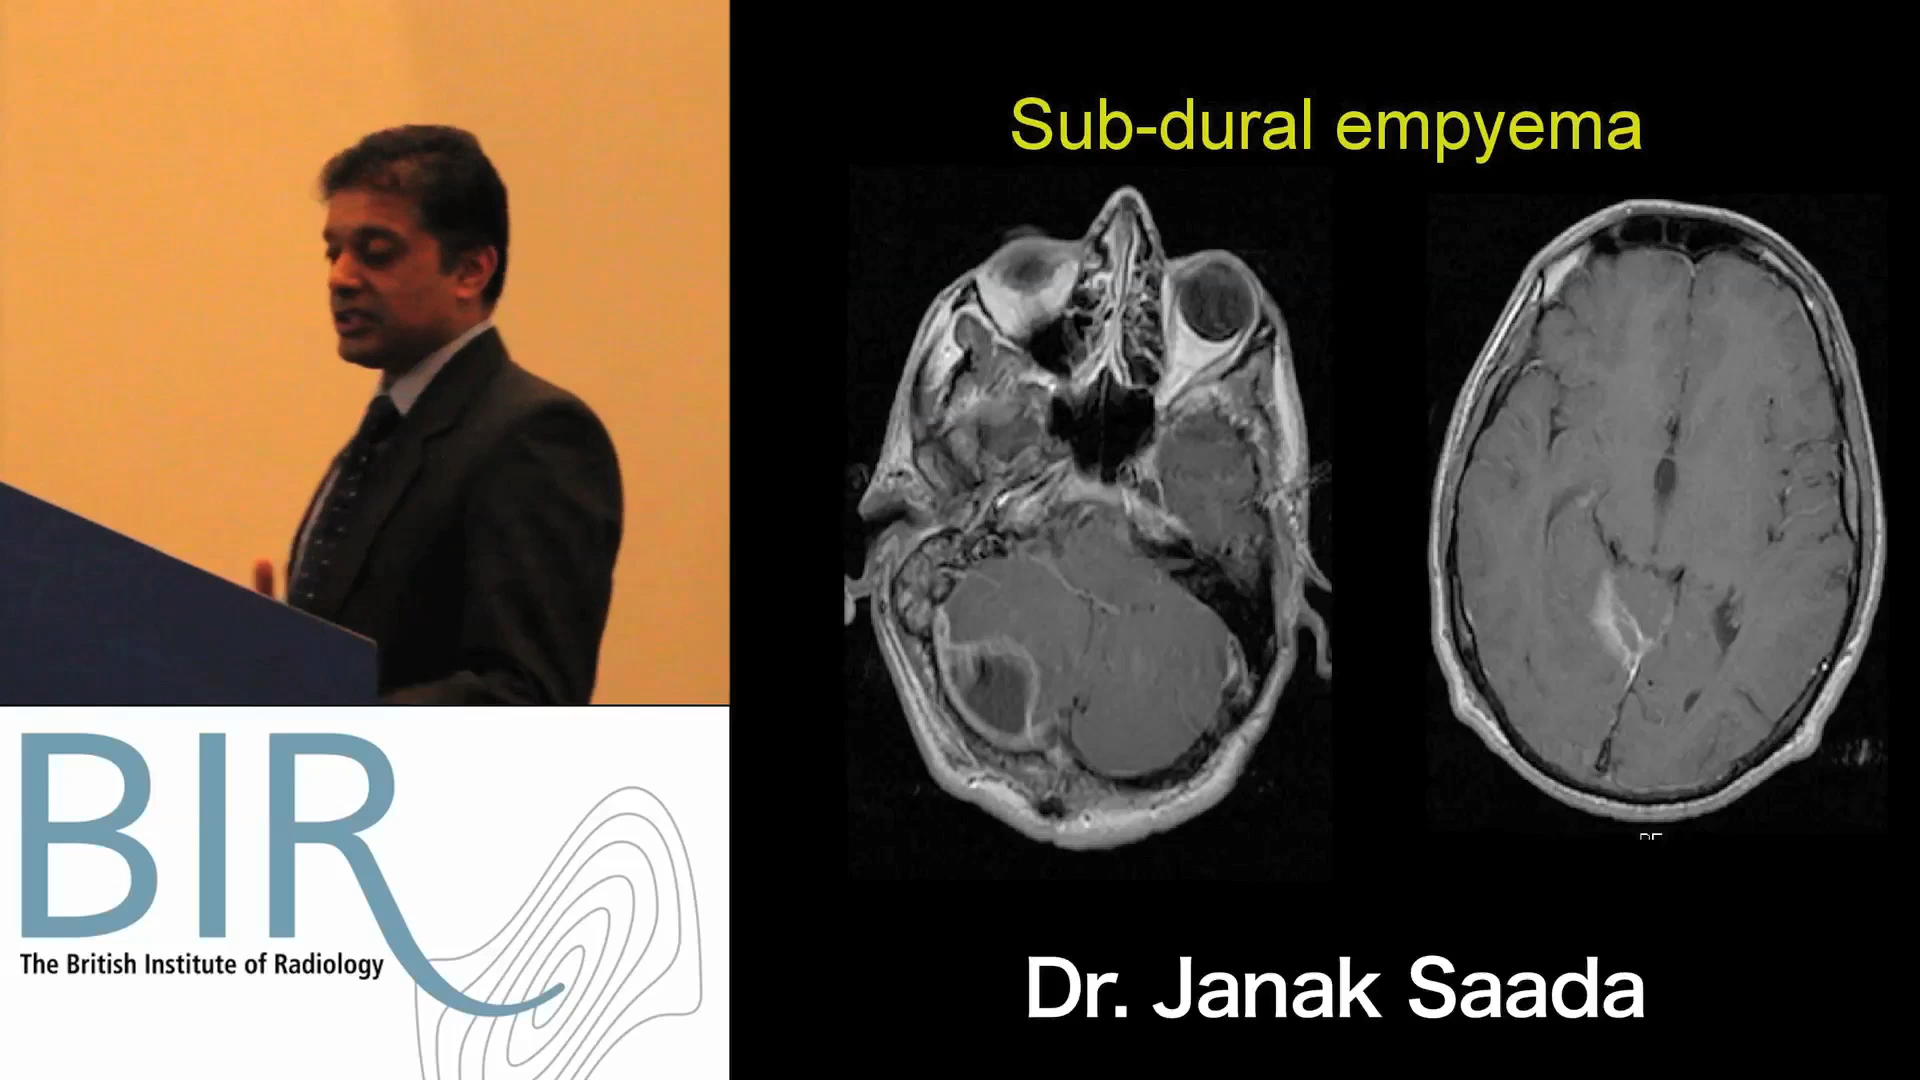 Sub-dural empyema
BIR
The British Institute of Radiology
Dr. Janak Saada